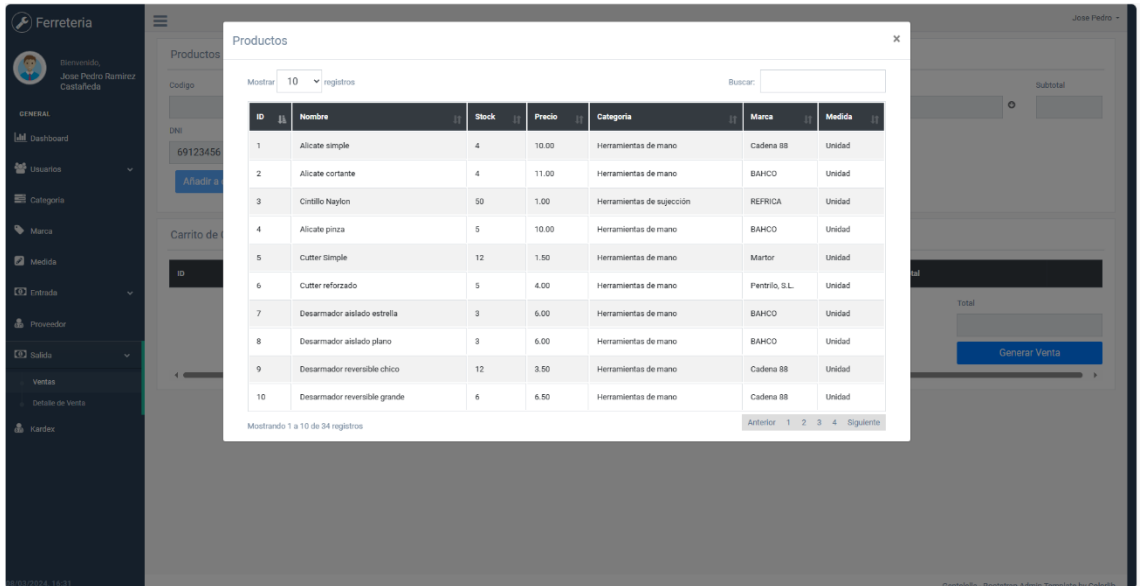 Ferreteria
Jose Pedro
Bienvenido,
Jose Pedro Ramirez
Castañeda
GENERAL
Dashboard
Usuarios
Categoria
Marca
Medida
Entrada
Proveedor
Salida
Ventas
Detalle de Venta
Kardex
Productos
Codigo
Subtotal
DNI
69123456
Añadir a
Carrito de
ID
Total
Generar Venta
Productos ×
Mostrar 10 registros Buscar:
ID Nombre Stock Precio Categoria Marca Medida
1 Alicate simple 4 10.00 Herramientas de mano Cadena 88 Unidad
2 Alicate cortante 4 11.00 Herramientas de mano BAHCO Unidad
3 Cintillo Naylon 50 1.00 Herramientas de sujección REFRICA Unidad
4 Alicate pinza 5 10.00 Herramientas de mano BAHCO Unidad
5 Cutter Simple 12 1.50 Herramientas de mano Martor Unidad
6 Cutter reforzado 5 4.00 Herramientas de mano Pentrilo, S.L. Unidad
7 Desarmador aislado estrella 3 6.00 Herramientas de mano BAHCO Unidad
8 Desarmador aislado plano 3 6.00 Herramientas de mano BAHCO Unidad
9 Desarmador reversible chico 12 3.50 Herramientas de mano Cadena 88 Unidad
10 Desarmador reversible grande 6 6.50 Herramientas de mano Cadena 88 Unidad
Mostrando 1 a 10 de 34 registros
Anterior 1 2 3 4 Siguiente